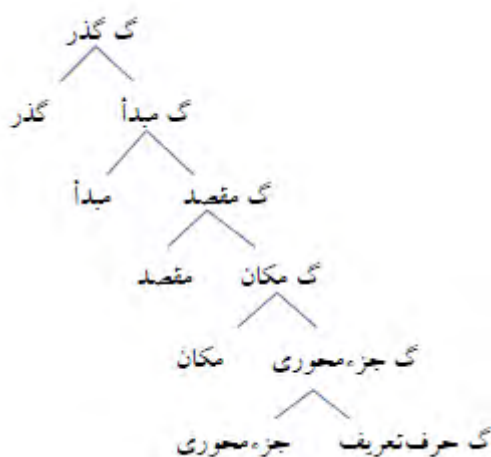 گ گذر
گ مبدأ گذر
گ مقصد مبدأ
گ مکان مقصد
گ جزءمحوری مکان
گ حرف‌تعریف جزءمحوری